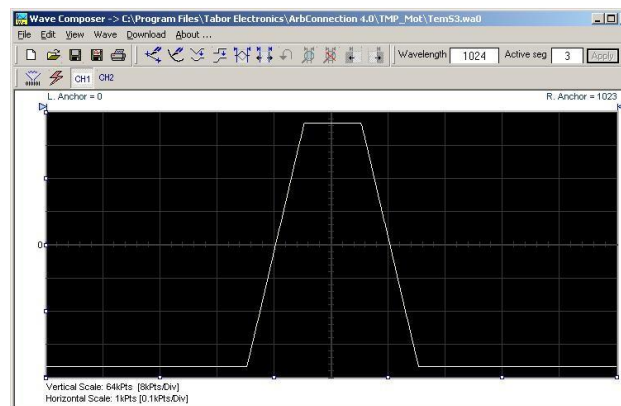 Wave Composer -> C:\Program Files\Tabor Electronics\ArbConnection 4.0\TMP_Mot\TemS3.wa0
File Edit View Wave Download About ...
Wavelength 1024 Active seg 3 Apply
CH1 CH2
L. Anchor = 0 R. Anchor = 1023
0
Vertical Scale: 64kPts [8kPts/Div]
Horizontal Scale: 1kPts [0.1kPts/Div]